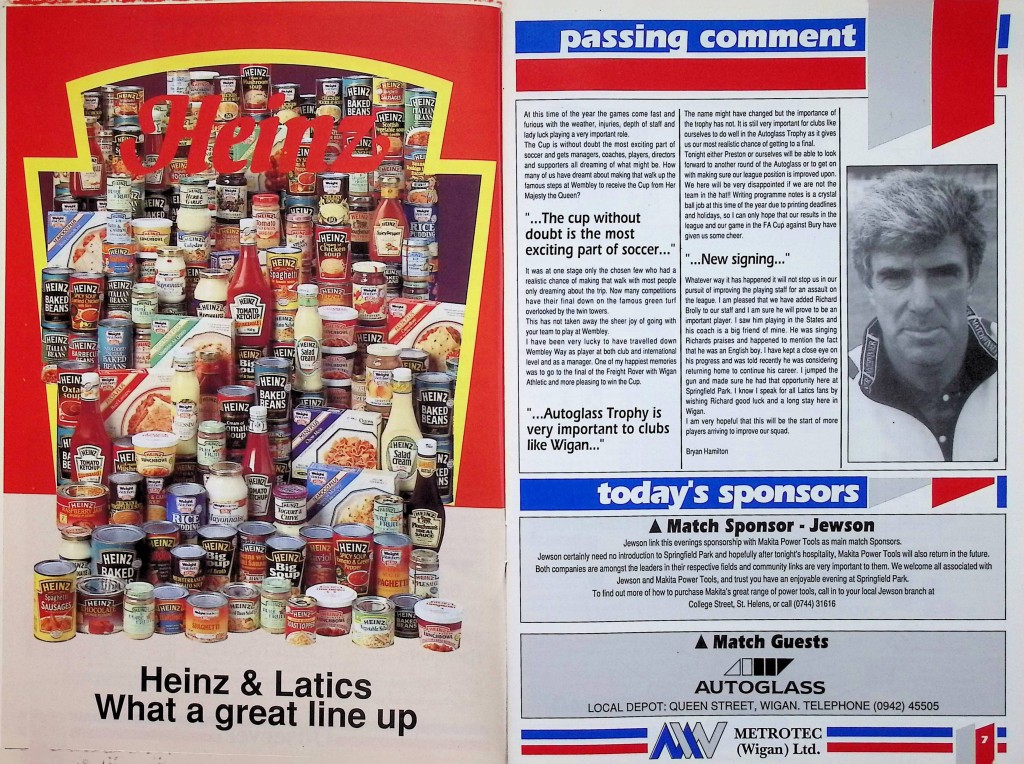 Heinz
Heinz & Latics
What a great line up
passing comment
At this time of the year the games come fast and
furious with the weather, injuries, depth of staff and
lady luck playing a very important role.
The Cup is without doubt the most exciting part of
soccer and gets managers, coaches, players, directors
and supporters all dreaming of what might be. How
many of us have dreamt about making that walk up the
famous steps at Wembley to receive the Cup from Her
Majesty the Queen?
"...The cup without
doubt is the most
exciting part of soccer..."
It was at one stage only the chosen few who had a
realistic chance of making that walk with most people
only dreaming about the trip. Now many competitions
have their final down on the famous green turf
overlooked by the twin towers.
This has not taken away the sheer joy of going with
your team to play at Wembley.
I have been very lucky to have travelled down
Wembley Way as player at both club and international
level and as a manager. One of my happiest memories
was to go to the final of the Freight Rover with Wigan
Athletic and more pleasing to win the Cup.
"...Autoglass Trophy is
very important to clubs
like Wigan..."
The name might have changed but the importance of
the trophy has not. It is still very important for clubs like
ourselves to do well in the Autoglass Trophy as it gives
us our most realistic chance of getting to a final.
Tonight either Preston or ourselves will be able to look
forward to another round of the Autoglass or to get on
with making sure our league position is improved upon.
We here will be very disappointed if we are not the
team in the hat!! Writing programme notes is a crystal
ball job at this time of the year due to printing deadlines
and holidays, so I can only hope that our results in the
league and our game in the FA Cup against Bury have
given us some cheer.
"...New signing..."
Whatever way it has happened it will not stop us in our
pursuit of improving the playing staff for an assault on
the league. I am pleased that we have added Richard
Brolly to our staff and I am sure he will prove to be an
important player. I saw him playing in the States and
his coach is a big friend of mine. He was singing
Richards praises and happened to mention the fact
that he was an English boy. I have kept a close eye on
his progress and was told recently he was considering
returning home to continue his career. I jumped the
gun and made sure he had that opportunity here at
Springfield Park. I know I speak for all Latics fans by
wishing Richard good luck and a long stay here in
Wigan.
I am very hopeful that this will be the start of more
players arriving to improve our squad.
Bryan Hamilton
today's sponsors
▲ Match Sponsor - Jewson
Jewson link this evenings sponsorship with Makita Power Tools as main match Sponsors.
Jewson certainly need no introduction to Springfield Park and hopefully after tonight's hospitality, Makita Power Tools will also return in the future.
Both companies are amongst the leaders in their respective fields and community links are very important to them. We welcome all associated with
Jewson and Makita Power Tools, and trust you have an enjoyable evening at Springfield Park.
To find out more of how to purchase Makita's great range of power tools, call in to your local Jewson branch at
College Street, St. Helens, or call (0744) 31616
▲ Match Guests
AUTOGLASS
LOCAL DEPOT: QUEEN STREET, WIGAN. TELEPHONE (0942) 45505
METROTEC
(Wigan) Ltd.
7